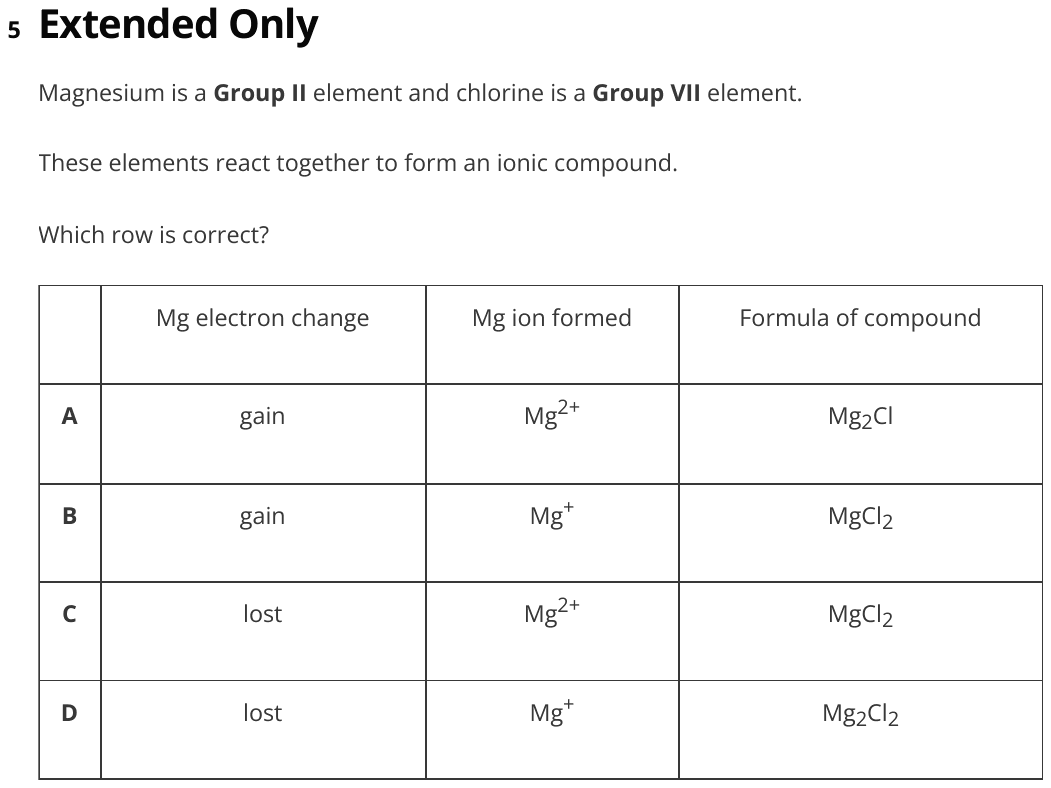 5 Extended Only
Magnesium is a Group II element and chlorine is a Group VII element.
These elements react together to form an ionic compound.
Which row is correct?
Mg electron change Mg ion formed Formula of compound
A gain Mg²⁺ Mg₂Cl
B gain Mg⁺ MgCl₂
C lost Mg²⁺ MgCl₂
D lost Mg⁺ Mg₂Cl₂